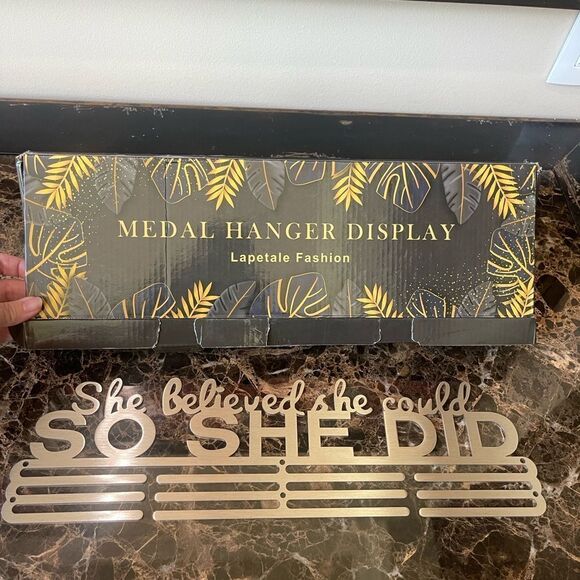 MEDAL HANGER DISPLAY
Lapetale Fashion
She believed she could
SO SHE DID